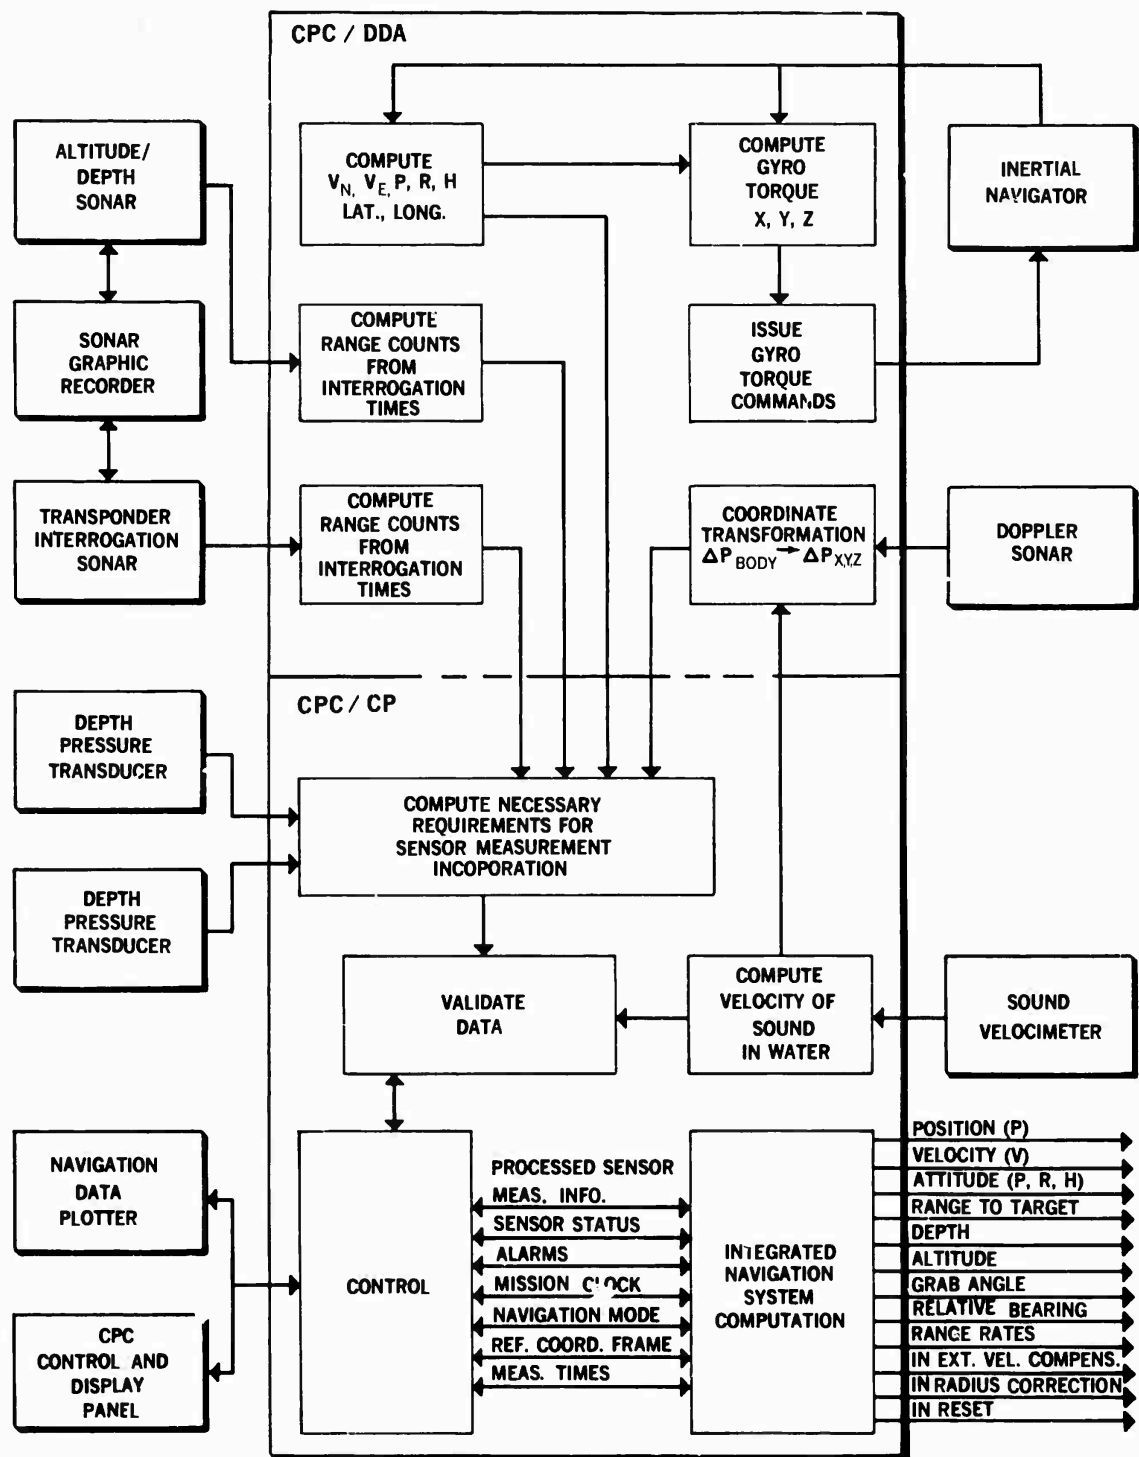 CPC / DDA
ALTITUDE/
DEPTH
SONAR
COMPUTE
VN, VE, P, R, H
LAT., LONG.
COMPUTE
GYRO
TORQUE
X, Y, Z
INERTIAL
NAVIGATOR
SONAR
GRAPHIC
RECORDER
COMPUTE
RANGE COUNTS
FROM
INTERROGATION
TIMES
ISSUE
GYRO
TORQUE
COMMANDS
TRANSPONDER
INTERROGATION
SONAR
COMPUTE
RANGE COUNTS
FROM
INTERROGATION
TIMES
COORDINATE
TRANSFORMATION
ΔP BODY → ΔP X,Y,Z
DOPPLER
SONAR
CPC / CP
DEPTH
PRESSURE
TRANSDUCER
COMPUTE NECESSARY
REQUIREMENTS FOR
SENSOR MEASUREMENT
INCOPORATION
DEPTH
PRESSURE
TRANSDUCER
VALIDATE
DATA
COMPUTE
VELOCITY OF
SOUND
IN WATER
SOUND
VELOCIMETER
NAVIGATION
DATA
PLOTTER
CPC
CONTROL AND
DISPLAY
PANEL
CONTROL
PROCESSED SENSOR
MEAS. INFO.
SENSOR STATUS
ALARMS
MISSION CLOCK
NAVIGATION MODE
REF. COORD. FRAME
MEAS. TIMES
INTEGRATED
NAVIGATION
SYSTEM
COMPUTATION
POSITION (P)
VELOCITY (V)
ATTITUDE (P, R, H)
RANGE TO TARGET
DEPTH
ALTITUDE
GRAB ANGLE
RELATIVE BEARING
RANGE RATES
IN EXT. VEL. COMPENS.
IN RADIUS CORRECTION
IN RESET